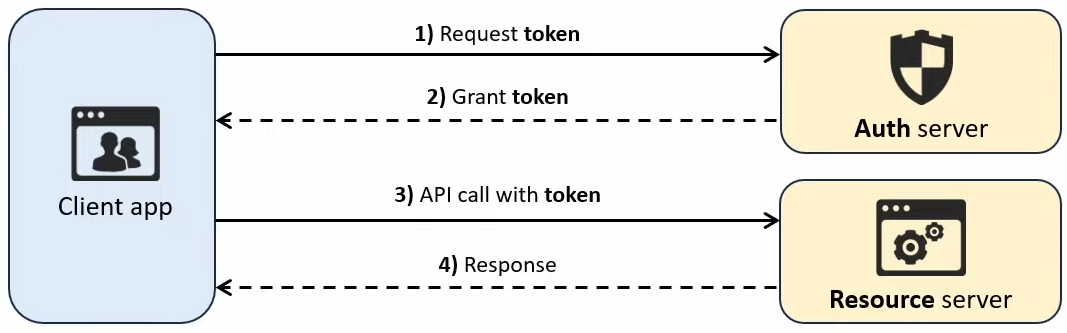 1) Request token
2) Grant token
Auth server
Client app
3) API call with token
4) Response
Resource server